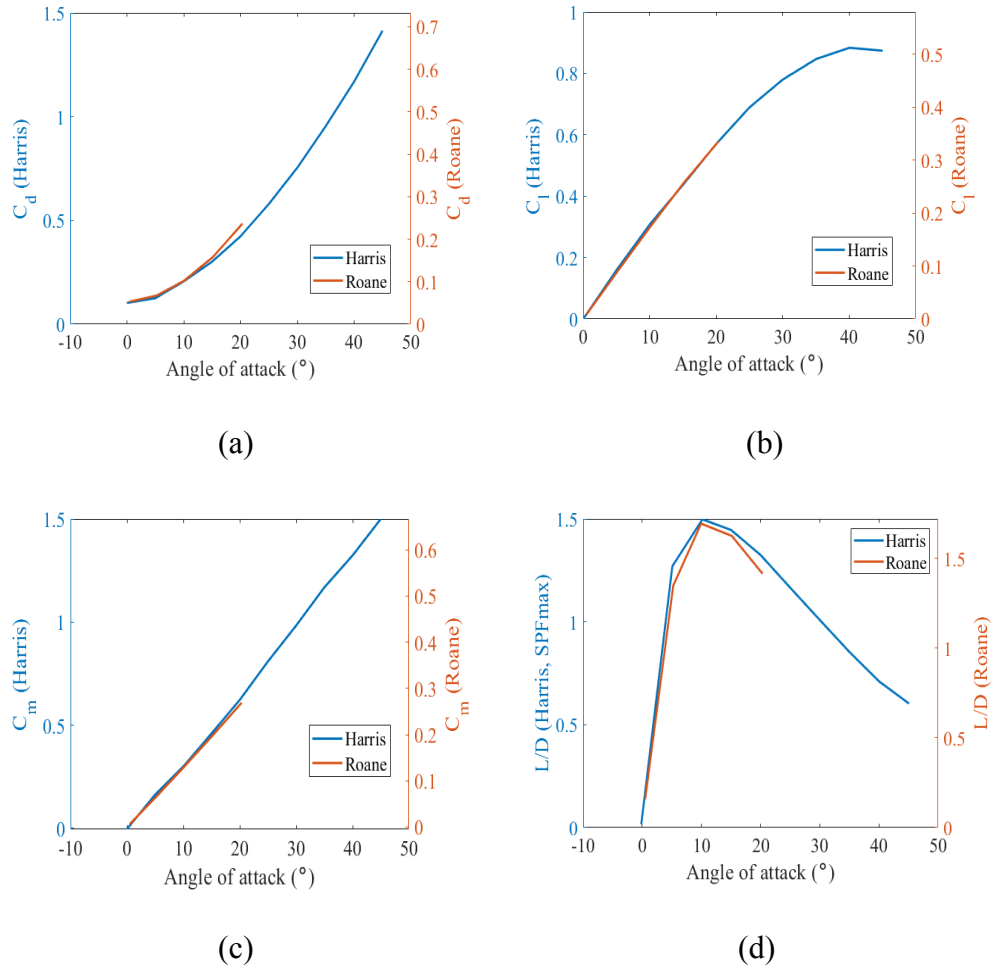 1.5
1
0.5
0
C_d (Harris)
0.7
0.6
0.5
0.4
0.3
0.2
0.1
0
C_d (Roane)
Harris
Roane
-10 0 10 20 30 40 50
Angle of attack (°)
(a)
1
0.8
0.6
0.4
0.2
0
C_l (Harris)
0.5
0.4
0.3
0.2
0.1
0
C_l (Roane)
Harris
Roane
0 10 20 30 40 50
Angle of attack (°)
(b)
1.5
1
0.5
0
C_m (Harris)
0.6
0.5
0.4
0.3
0.2
0.1
0
C_m (Roane)
Harris
Roane
-10 0 10 20 30 40 50
Angle of attack (°)
(c)
1.5
1
0.5
0
L/D (Harris, SPFmax)
1.5
1
0.5
0
L/D (Roane)
Harris
Roane
-10 0 10 20 30 40 50
Angle of attack (°)
(d)